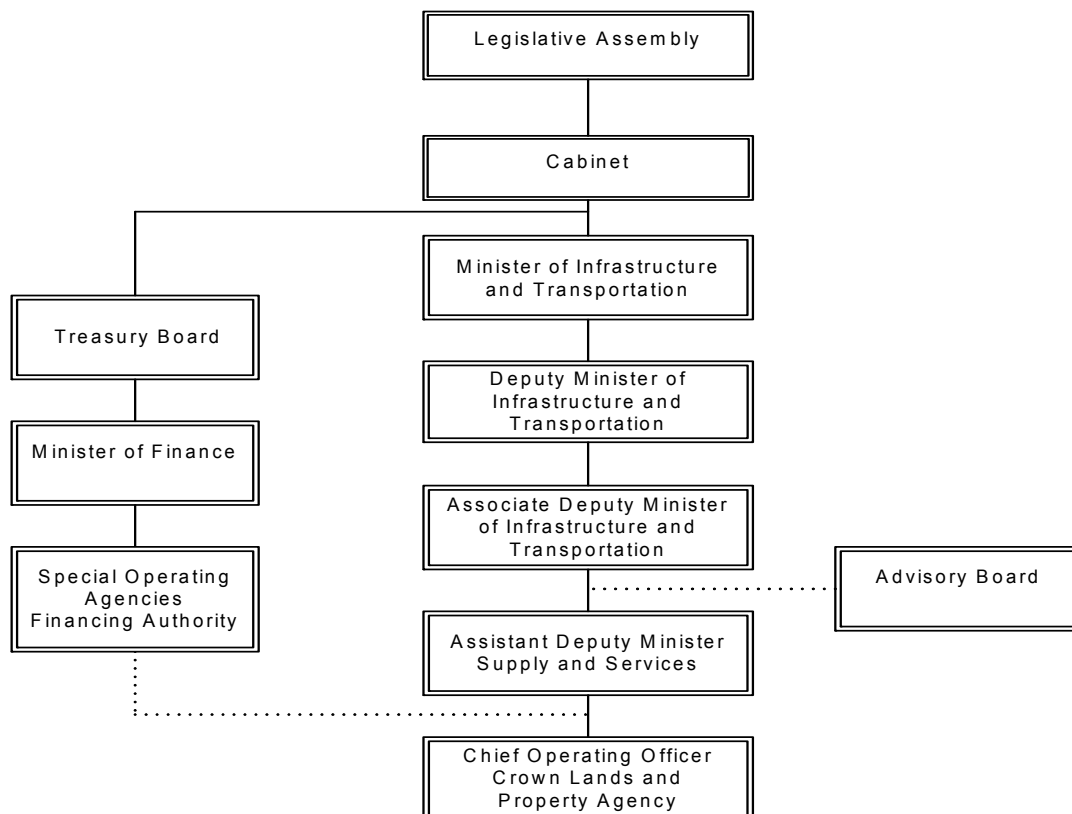 Legislative Assembly
Cabinet
Minister of Infrastructure
and Transportation
Treasury Board
Deputy Minister of
Infrastructure and
Transportation
Minister of Finance
Associate Deputy Minister
of Infrastructure and
Transportation
Special Operating
Agencies
Financing Authority
Advisory Board
Assistant Deputy Minister
Supply and Services
Chief Operating Officer
Crown Lands and
Property Agency